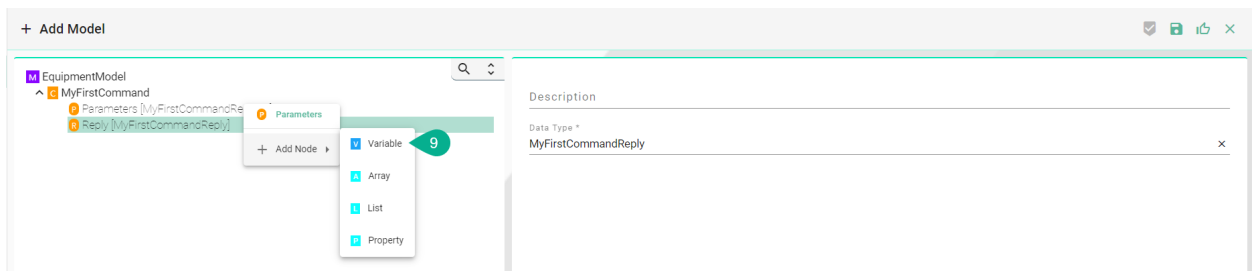 + Add Model
M EquipmentModel
C MyFirstCommand
P Parameters [MyFirstCommandRe
R Reply [MyFirstCommandReply]
P Parameters
+ Add Node
V Variable
9
A Array
L List
P Property
Description
Data Type *
MyFirstCommandReply